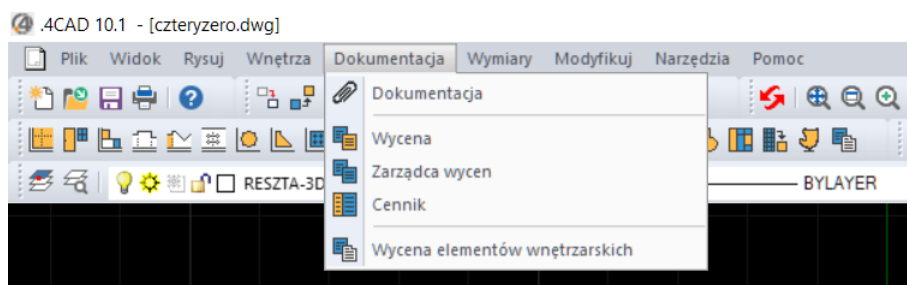 .4CAD 10.1 - [czteryzero.dwg]
Plik Widok Rysuj Wnętrza Dokumentacja Wymiary Modyfikuj Narzędzia Pomoc
Dokumentacja
Wycena
Zarządca wycen
RESZTA-3D
BYLAYER
Cennik
Wycena elementów wnętrzarskich